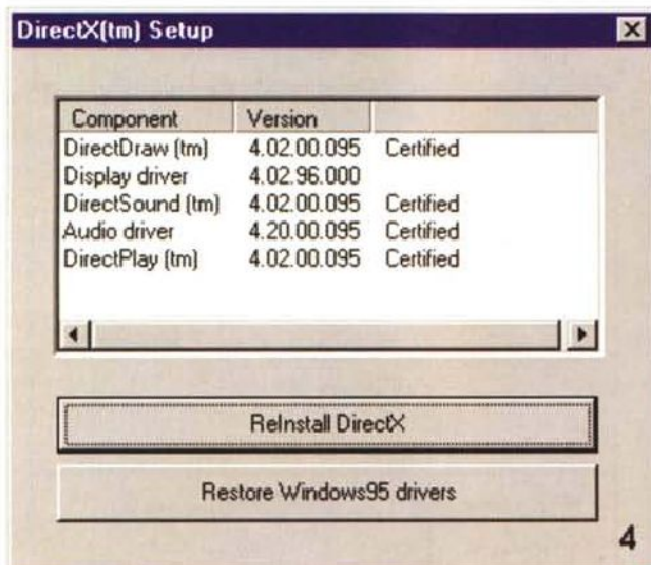 DirectX(tm) Setup
Component Version
DirectDraw (tm) 4.02.00.095 Certified
Display driver 4.02.96.000
DirectSound (tm) 4.02.00.095 Certified
Audio driver 4.20.00.095 Certified
DirectPlay (tm) 4.02.00.095 Certified
ReInstall DirectX
Restore Windows95 drivers
4